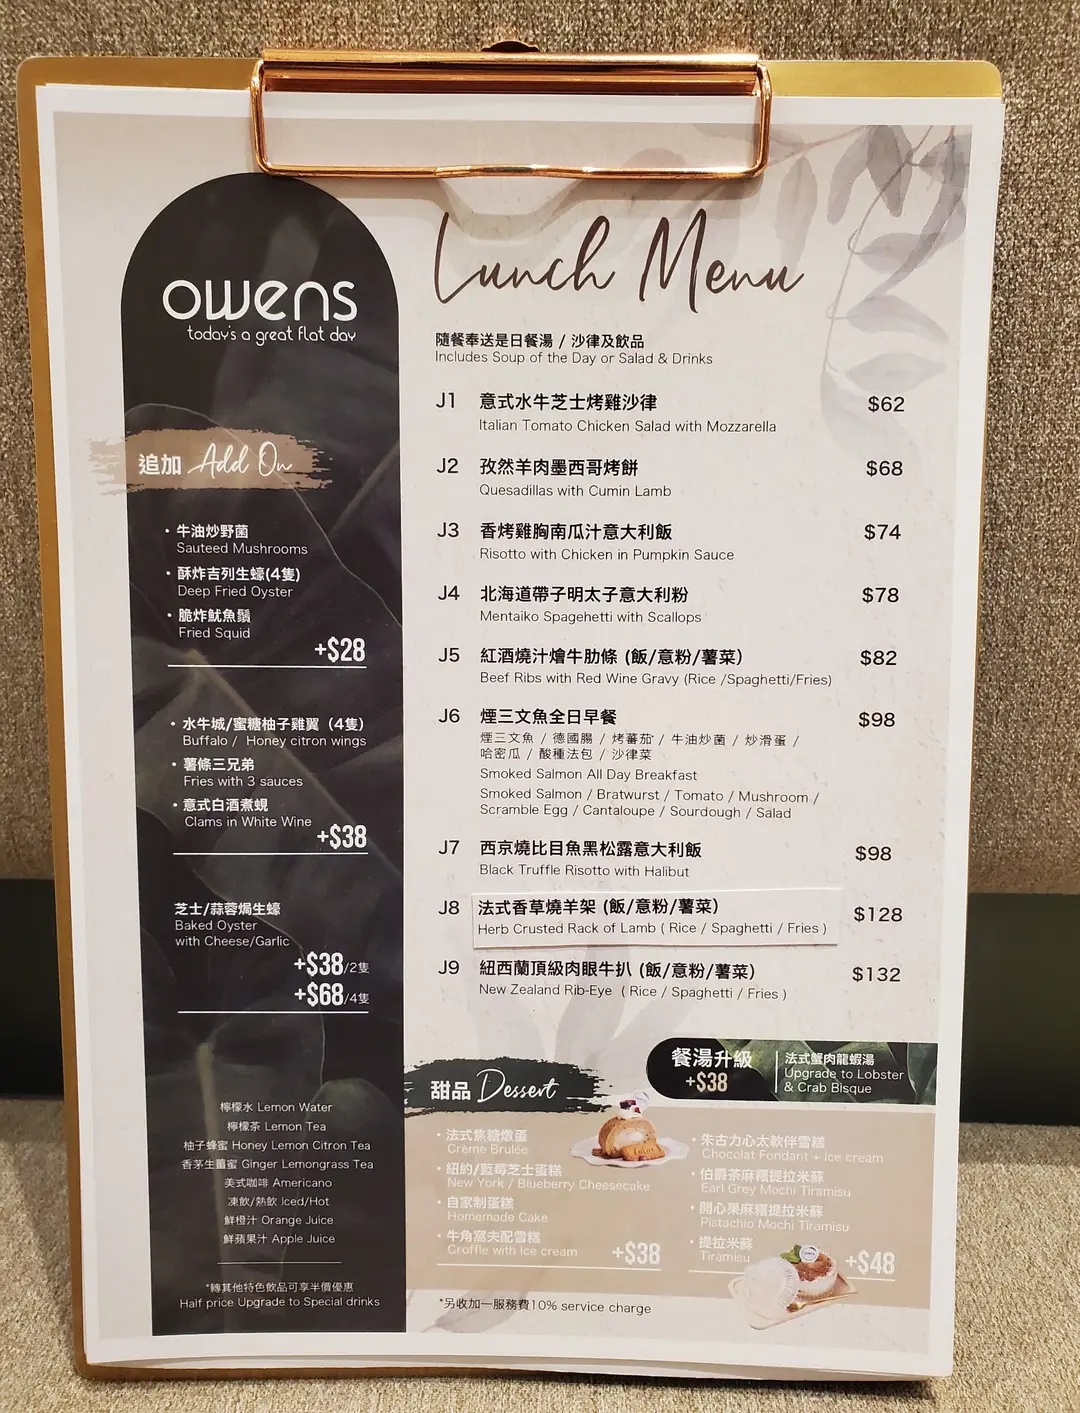 owens
today's a great flat day
追加 Add On
・牛油炒野菌
Sauteed Mushrooms
・酥炸吉列生蠔(4隻)
Deep Fried Oyster
・脆炸魷魚鬚
Fried Squid
+$28
・水牛城/蜜糖柚子雞翼（4隻）
Buffalo / Honey citron wings
・薯條三兄弟
Fries with 3 sauces
・意式白酒煮蜆
Clams in White Wine
+$38
芝士/蒜蓉焗生蠔
Baked Oyster
with Cheese/Garlic
+$38/2隻
+$68/4隻
檸檬水 Lemon Water
檸檬茶 Lemon Tea
柚子蜂蜜 Honey Lemon Citron Tea
香茅生薑蜜 Ginger Lemongrass Tea
美式咖啡 Americano
凍飲/熱飲 Iced/Hot
鮮橙汁 Orange Juice
鮮蘋果汁 Apple Juice
*轉其他特色飲品可享半價優惠
Half price Upgrade to Special drinks
Lunch Menu
隨餐奉送是日餐湯 / 沙律及飲品
Includes Soup of the Day or Salad & Drinks
J1 意式水牛芝士烤雞沙律 $62
Italian Tomato Chicken Salad with Mozzarella
J2 孜然羊肉墨西哥烤餅 $68
Quesadillas with Cumin Lamb
J3 香烤雞胸南瓜汁意大利飯 $74
Risotto with Chicken in Pumpkin Sauce
J4 北海道帶子明太子意大利粉 $78
Mentaiko Spagehetti with Scallops
J5 紅酒燒汁燴牛肋條 (飯/意粉/薯菜) $82
Beef Ribs with Red Wine Gravy (Rice /Spaghetti/Fries)
J6 煙三文魚全日早餐 $98
煙三文魚 / 德國腸 / 烤蕃茄 / 牛油炒菌 / 炒滑蛋 /
哈密瓜 / 酸種法包 / 沙律菜
Smoked Salmon All Day Breakfast
Smoked Salmon / Bratwurst / Tomato / Mushroom /
Scramble Egg / Cantaloupe / Sourdough / Salad
J7 西京燒比目魚黑松露意大利飯 $98
Black Truffle Risotto with Halibut
J8 法式香草燒羊架 (飯/意粉/薯菜) $128
Herb Crusted Rack of Lamb ( Rice / Spaghetti / Fries )
J9 紐西蘭頂級肉眼牛扒 (飯/意粉/薯菜) $132
New Zealand Rib-Eye ( Rice / Spaghetti / Fries )
餐湯升級
+$38
法式蟹肉龍蝦湯
Upgrade to Lobster
& Crab Bisque
甜品 Dessert
・法式焦糖燉蛋
Creme Brulée
・紐約/藍莓芝士蛋糕
New York / Blueberry Cheesecake
・自家制蛋糕
Homemade Cake
・牛角窩夫配雪糕
Croffle with Ice cream
+$38
・朱古力心太軟伴雪糕
Chocolat Fondant + Ice cream
・伯爵茶麻糬提拉米蘇
Earl Grey Mochi Tiramisu
・開心果麻糬提拉米蘇
Pistachio Mochi Tiramisu
・提拉米蘇
Tiramisu
+$48
*另收加一服務費10% service charge